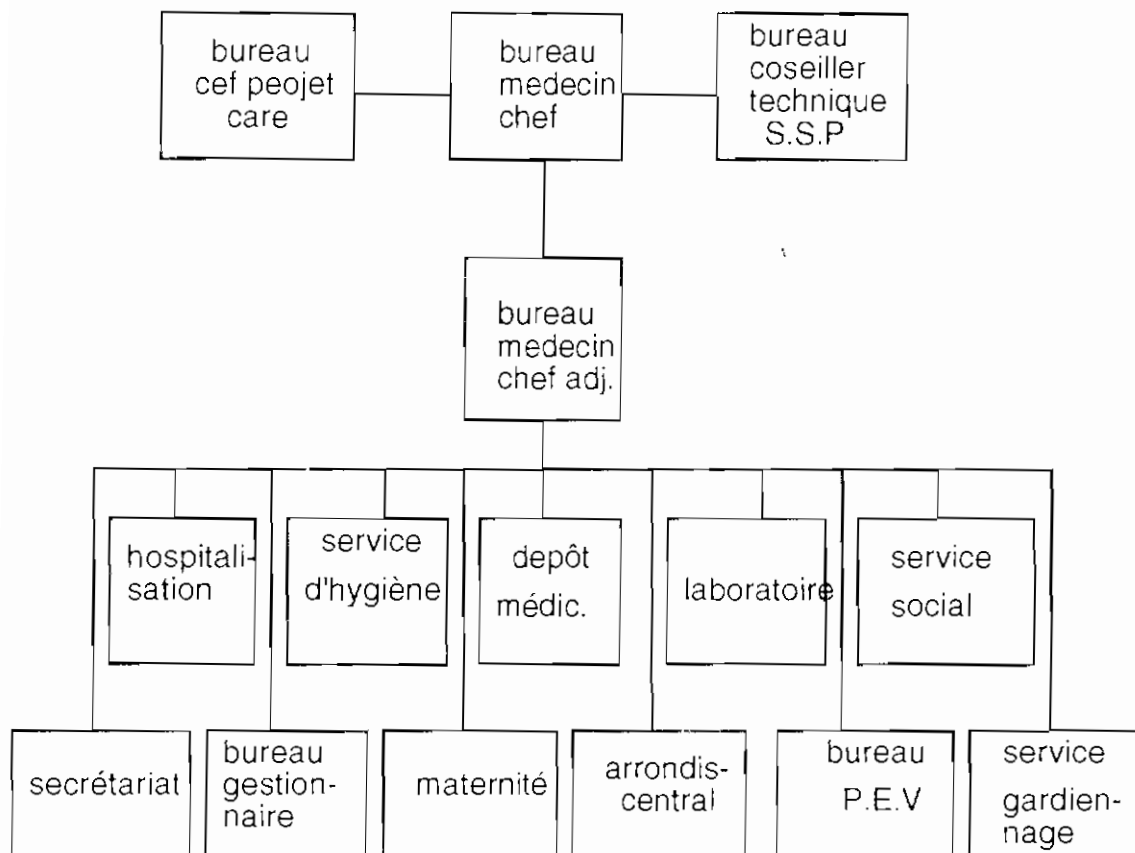 bureau
cef peojet
care
bureau
medecin
chef
bureau
coseiller
technique
S.S.P
bureau
medecin
chef adj.
hospitali-
sation
service
d'hygiène
depôt
médic.
laboratoire
service
social
secrétariat
bureau
gestion-
naire
maternité
arrondis-
central
bureau
P.E.V
service
gardien-
nage